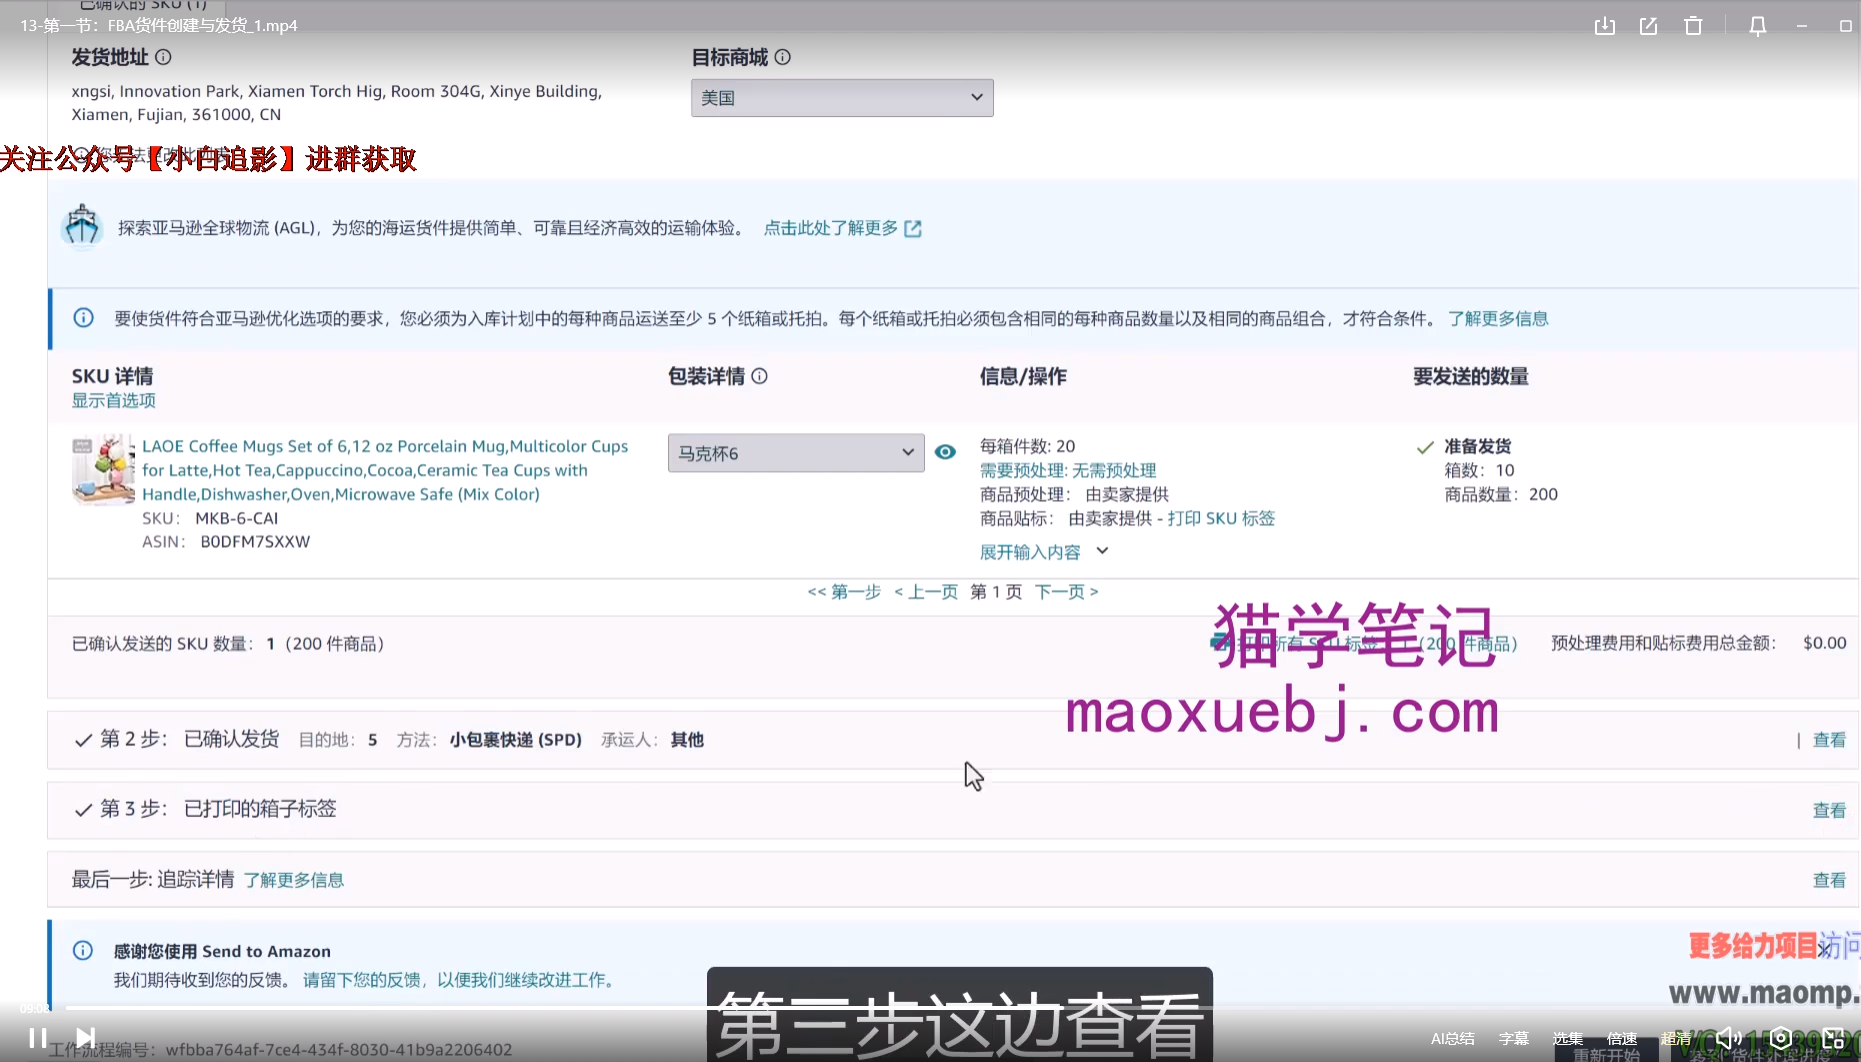 已确认的 SKU (1)
13-第一节：FBA货件创建与发货_1.mp4
发货地址
目标商城
xngsi, Innovation Park, Xiamen Torch Hig, Room 304G, Xinye Building,
Xiamen, Fujian, 361000, CN
美国
关注公众号【小白追影】进群获取
探索亚马逊全球物流 (AGL)，为您的海运货件提供简单、可靠且经济高效的运输体验。 点击此处了解更多
要使货件符合亚马逊优化选项的要求，您必须为入库计划中的每种商品运送至少 5 个纸箱或托拍。每个纸箱或托拍必须包含相同的每种商品数量以及相同的商品组合，才符合条件。 了解更多信息
SKU 详情
显示首选项
包装详情
信息/操作
要发送的数量
LAOE Coffee Mugs Set of 6,12 oz Porcelain Mug,Multicolor Cups
for Latte,Hot Tea,Cappuccino,Cocoa,Ceramic Tea Cups with
Handle,Dishwasher,Oven,Microwave Safe (Mix Color)
SKU： MKB-6-CAI
ASIN： B0DFM7SXXW
马克杯6
每箱件数: 20
需要预处理: 无需预处理
商品预处理： 由卖家提供
商品贴标： 由卖家提供 - 打印 SKU 标签
展开输入内容
准备发货
箱数：10
商品数量：200
<< 第一步 < 上一页 第 1 页 下一页 >
已确认发送的 SKU 数量：1（200 件商品）
预处理费用和贴标费用总金额： $0.00
猫学笔记
maoxuebj.com
第 2 步： 已确认发货 目的地：5 方法：小包裹快递 (SPD) 承运人：其他
| 查看
第 3 步： 已打印的箱子标签
查看
最后一步: 追踪详情 了解更多信息
查看
感谢您使用 Send to Amazon
我们期待收到您的反馈。 请留下您的反馈，以便我们继续改进工作。
更多给力项目访问
www.maomp.
第三步这边查看
工作流程编号：wfbba764af-7ce4-434f-8030-41b9a2206402
AI总结 字幕 选集 倍速 超清
重新开始